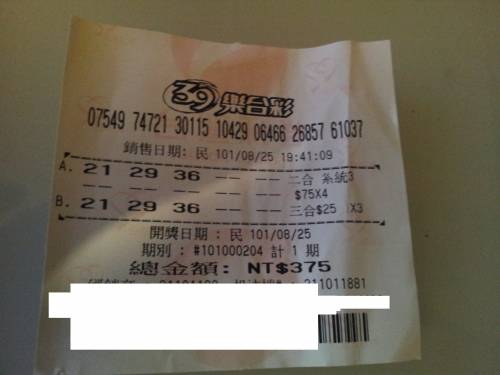 39樂合彩
07549 74721 30115 10429 06466 26857 61037
銷售日期: 民 101/08/25 19:41:09
A. 21 29 36 -- -- 二合 系統3
-- -- -- -- -- $75X4
B. 21 29 36 -- -- 三合$25 X3
開獎日期 : 民 101/08/25
期別 : #101000204 計 1 期
總金額: NT$375
211011881